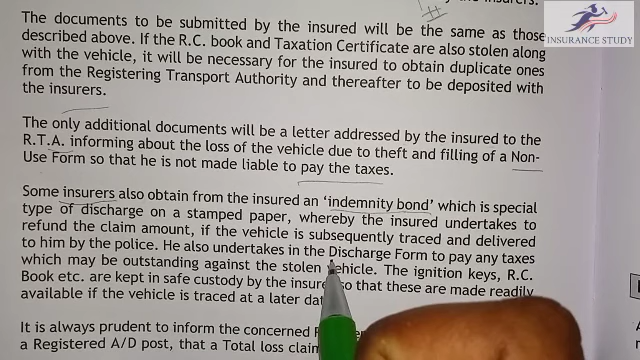 by the insurers.
INSURANCE STUDY
The documents to be submitted by the insured will be the same as those
described above. If the R.C. book and Taxation Certificate are also stolen along
with the vehicle, it will be necessary for the insured to obtain duplicate ones
from the Registering Transport Authority and thereafter to be deposited with
the insurers.
The only additional documents will be a letter addressed by the insured to the
R.T.A. informing about the loss of the vehicle due to theft and filling of a Non-
Use Form so that he is not made liable to pay the taxes.
Some insurers also obtain from the insured an 'indemnity bond' which is special
type of discharge on a stamped paper, whereby the insured undertakes to
refund the claim amount, if the vehicle is subsequently traced and delivered
to him by the police. He also undertakes in the Discharge Form to pay any taxes
which may be outstanding against the stolen vehicle. The ignition keys, R.C.
Book etc. are kept in safe custody by the insure so that these are made readily
available if the vehicle is traced at a later dat
It is always prudent to inform the concerned
a Registered A/D post, that a Total loss claim